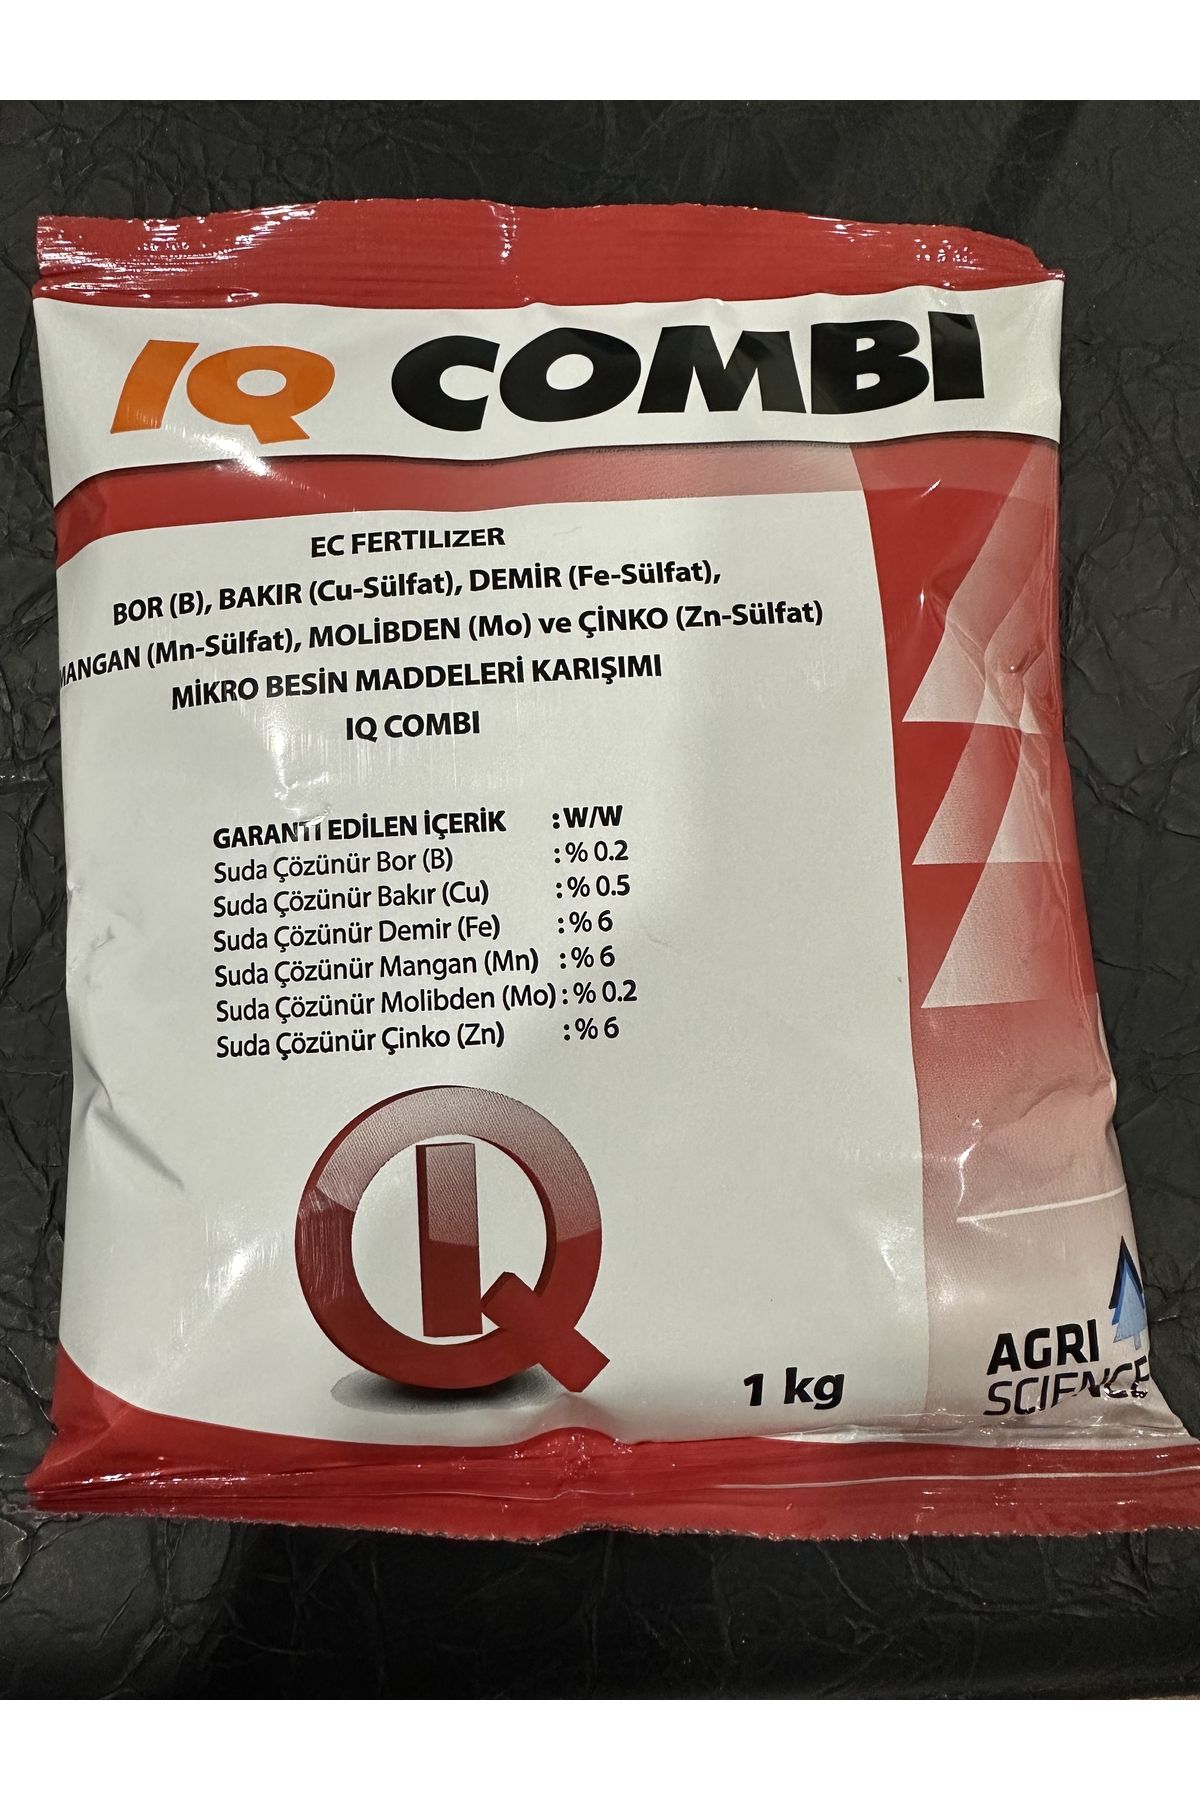 IQ COMBI
EC FERTILIZER
BOR (B), BAKIR (Cu-Sülfat), DEMİR (Fe-Sülfat),
MANGAN (Mn-Sülfat), MOLİBDEN (Mo) ve ÇİNKO (Zn-Sülfat)
MİKRO BESİN MADDELERİ KARIŞIMI
IQ COMBI
GARANTİ EDİLEN İÇERİK : W/W
Suda Çözünür Bor (B) : % 0.2
Suda Çözünür Bakır (Cu) : % 0.5
Suda Çözünür Demir (Fe) : % 6
Suda Çözünür Mangan (Mn) : % 6
Suda Çözünür Molibden (Mo) : % 0.2
Suda Çözünür Çinko (Zn) : % 6
IQ
1 kg
AGRI
SCIENCE